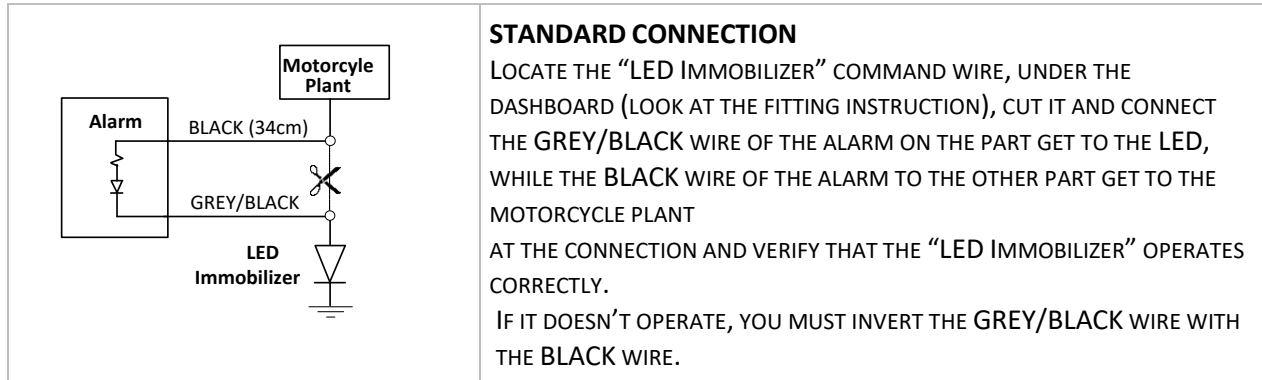 Motorcyle
Plant
Alarm
BLACK (34cm)
GREY/BLACK
LED
Immobilizer
STANDARD CONNECTION
LOCATE THE “LED IMMOBILIZER” COMMAND WIRE, UNDER THE
DASHBOARD (LOOK AT THE FITTING INSTRUCTION), CUT IT AND CONNECT
THE GREY/BLACK WIRE OF THE ALARM ON THE PART GET TO THE LED,
WHILE THE BLACK WIRE OF THE ALARM TO THE OTHER PART GET TO THE
MOTORCYCLE PLANT
AT THE CONNECTION AND VERIFY THAT THE “LED IMMOBILIZER” OPERATES
CORRECTLY.
IF IT DOESN’T OPERATE, YOU MUST INVERT THE GREY/BLACK WIRE WITH
THE BLACK WIRE.